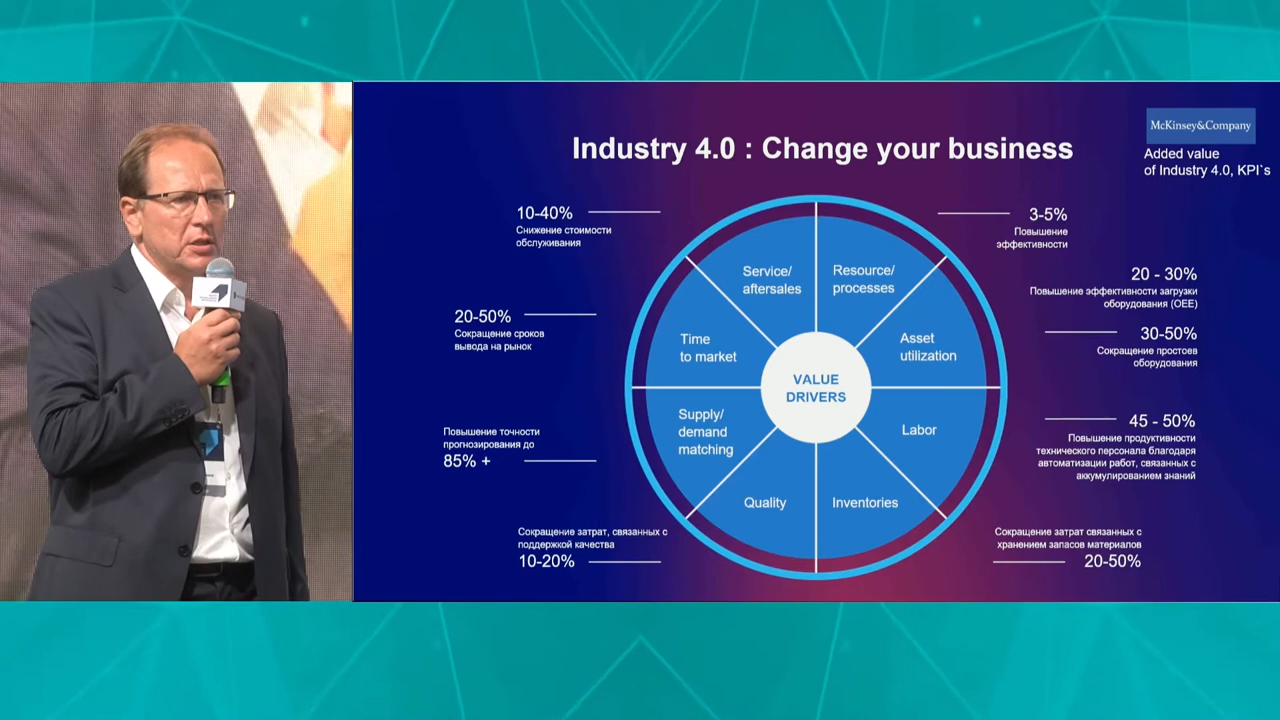 Industry 4.0 : Change your business
McKinsey&Company
Added value
of Industry 4.0, KPI`s
10-40%
Снижение стоимости
обслуживания
20-50%
Сокращение сроков
вывода на рынок
Повышение точности
прогнозирования до
85% +
Сокращение затрат, связанных с
поддержкой качества
10-20%
Service/
aftersales
Resource/
processes
Time
to market
Asset
utilization
VALUE
DRIVERS
Supply/
demand
matching
Labor
Quality
Inventories
3-5%
Повышение
эффективности
20 - 30%
Повышение эффективности загрузки
оборудования (OEE)
30-50%
Сокращение простоев
оборудования
45 - 50%
Повышение продуктивности
технического персонала благодаря
автоматизации работ, связанных с
аккумулированием знаний
Сокращение затрат связанных с
хранением запасов материалов
20-50%